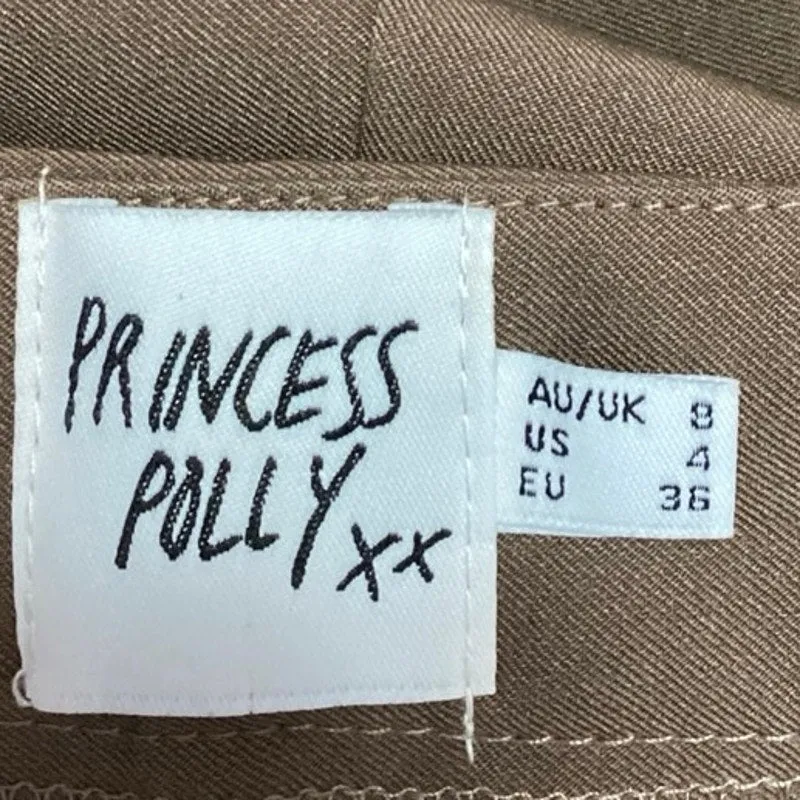 PRINCESS
POLLY xx
AU/UK 8
US 4
EU 36